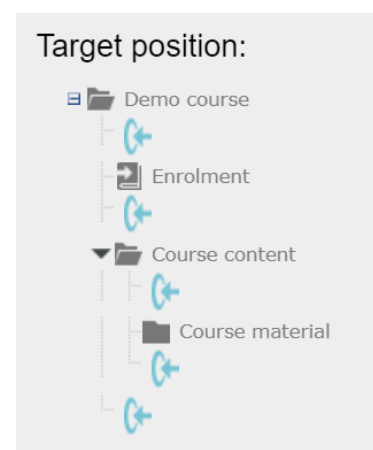 Target position:
Demo course
Enrolment
Course content
Course material